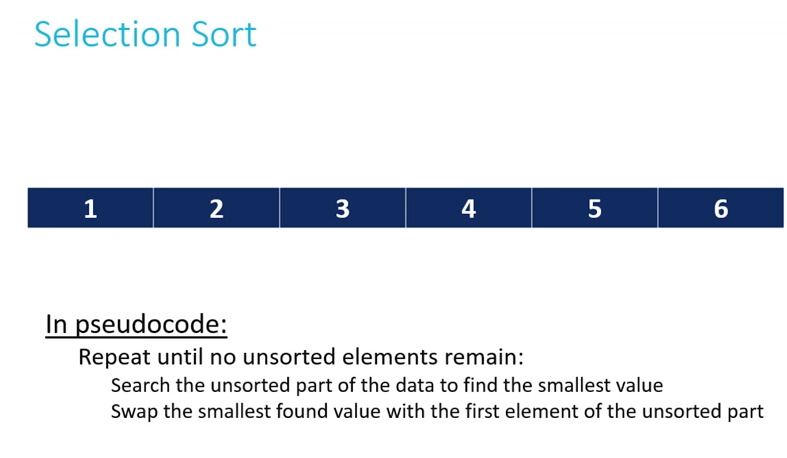 Selection Sort
1 2 3 4 5 6
In pseudocode:
Repeat until no unsorted elements remain:
Search the unsorted part of the data to find the smallest value
Swap the smallest found value with the first element of the unsorted part